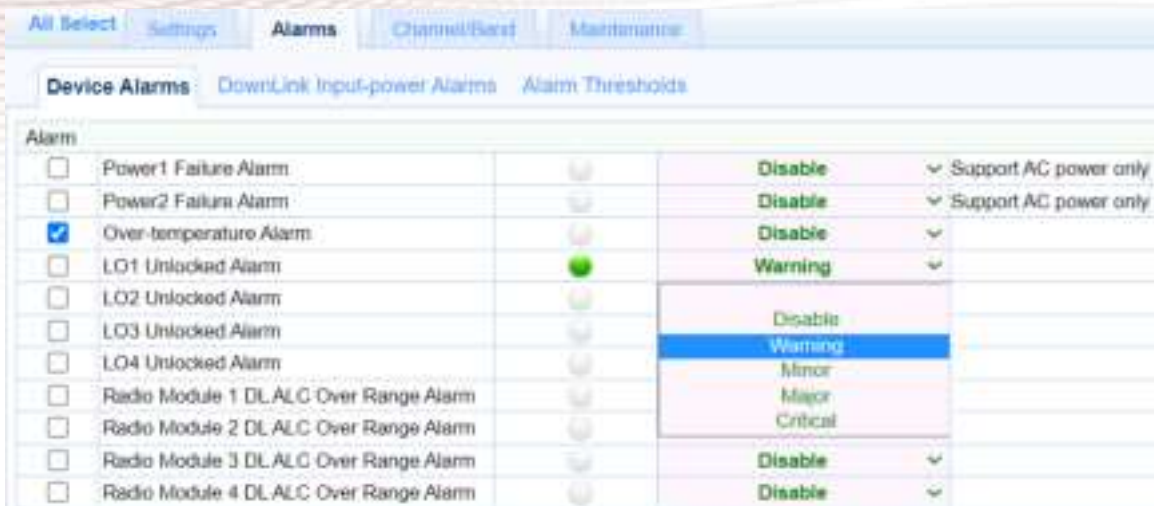 All Select Settings Alarms Channel/Band Maintenance
Device Alarms DownLink Input-power Alarms Alarm Thresholds
Alarm
Power1 Failure Alarm Disable Support AC power only
Power2 Failure Alarm Disable Support AC power only
Over-temperature Alarm Disable
LO1 Unlocked Alarm Warning
LO2 Unlocked Alarm
Disable
LO3 Unlocked Alarm
Warning
LO4 Unlocked Alarm
Minor
Radio Module 1 DL ALC Over Range Alarm Major
Radio Module 2 DL ALC Over Range Alarm Critical
Radio Module 3 DL ALC Over Range Alarm Disable
Radio Module 4 DL ALC Over Range Alarm Disable